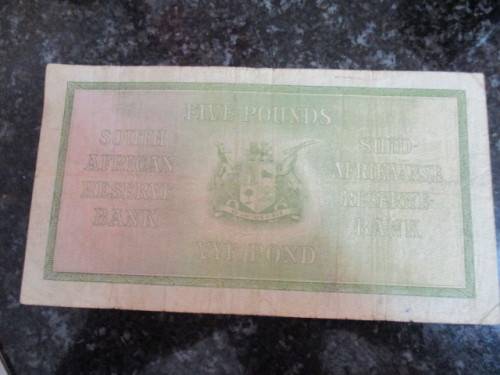 FIVE POUNDS
SOUTH
AFRICAN
RESERVE
BANK
SUID-
AFRIKAANSE
RESERWE-
BANK
VYF POND